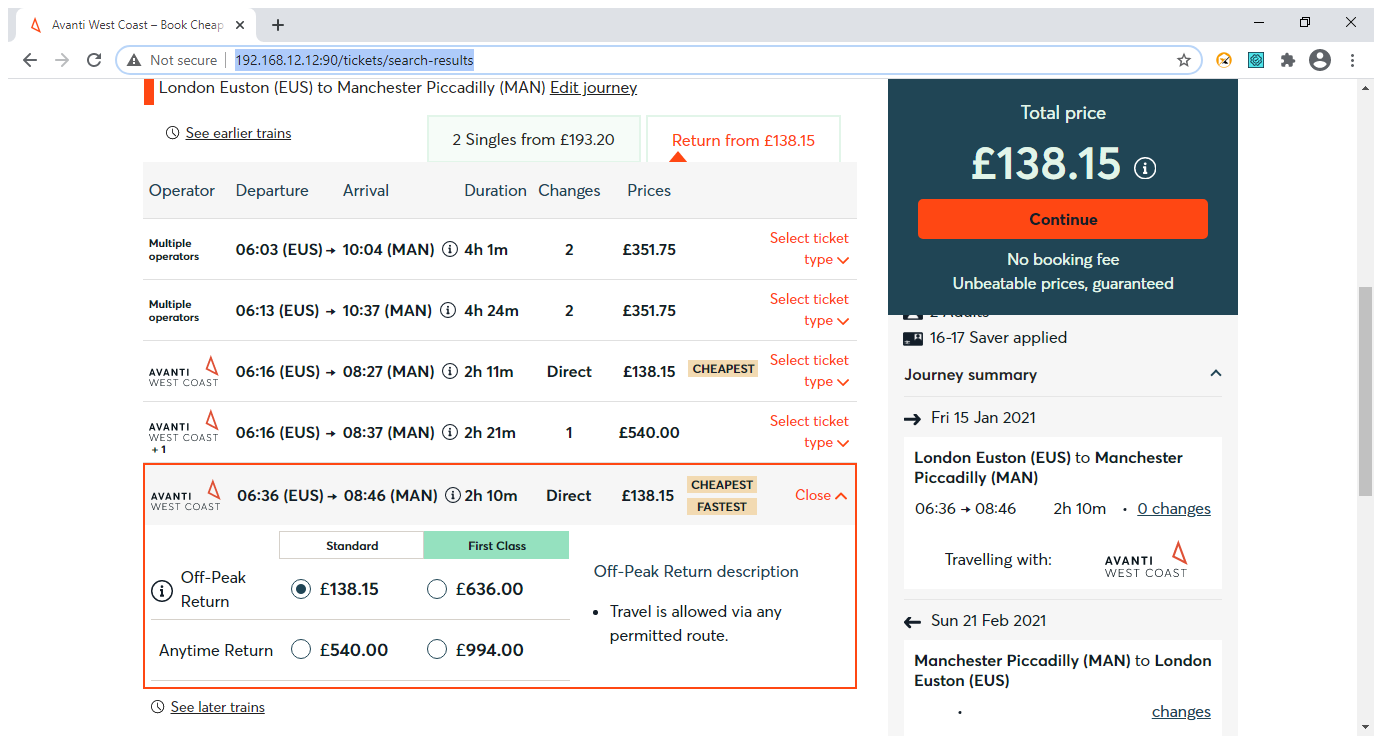 Avanti West Coast – Book Cheap
Not secure
192.168.12.12:90/tickets/search-results
London Euston (EUS) to Manchester Piccadilly (MAN) Edit journey
See earlier trains
2 Singles from £193.20
Return from £138.15
Operator Departure Arrival Duration Changes Prices
Multiple operators 06:03 (EUS) → 10:04 (MAN) 4h 1m 2 £351.75 Select ticket type
Multiple operators 06:13 (EUS) → 10:37 (MAN) 4h 24m 2 £351.75 Select ticket type
AVANTI WEST COAST 06:16 (EUS) → 08:27 (MAN) 2h 11m Direct £138.15 CHEAPEST Select ticket type
AVANTI WEST COAST + 1 06:16 (EUS) → 08:37 (MAN) 2h 21m 1 £540.00 Select ticket type
AVANTI WEST COAST 06:36 (EUS) → 08:46 (MAN) 2h 10m Direct £138.15 CHEAPEST FASTEST Close
Standard First Class
Off-Peak Return £138.15 £636.00
Anytime Return £540.00 £994.00
Off-Peak Return description
• Travel is allowed via any
permitted route.
See later trains
Total price
£138.15
Continue
No booking fee
Unbeatable prices, guaranteed
2 Adults
16-17 Saver applied
Journey summary
→ Fri 15 Jan 2021
London Euston (EUS) to Manchester
Piccadilly (MAN)
06:36 → 08:46 2h 10m • 0 changes
Travelling with: AVANTI WEST COAST
← Sun 21 Feb 2021
Manchester Piccadilly (MAN) to London
Euston (EUS)
• changes